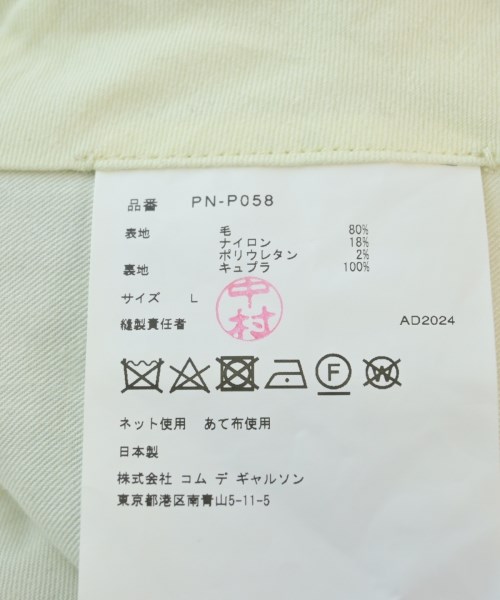 品番 PN-P058
表地 毛 80%
ナイロン 18%
ポリウレタン 2%
裏地 キュプラ 100%
サイズ L
中村
縫製責任者 AD2024
F W
ネット使用 あて布使用
日本製
株式会社 コム デ ギャルソン
東京都港区南青山5-11-5